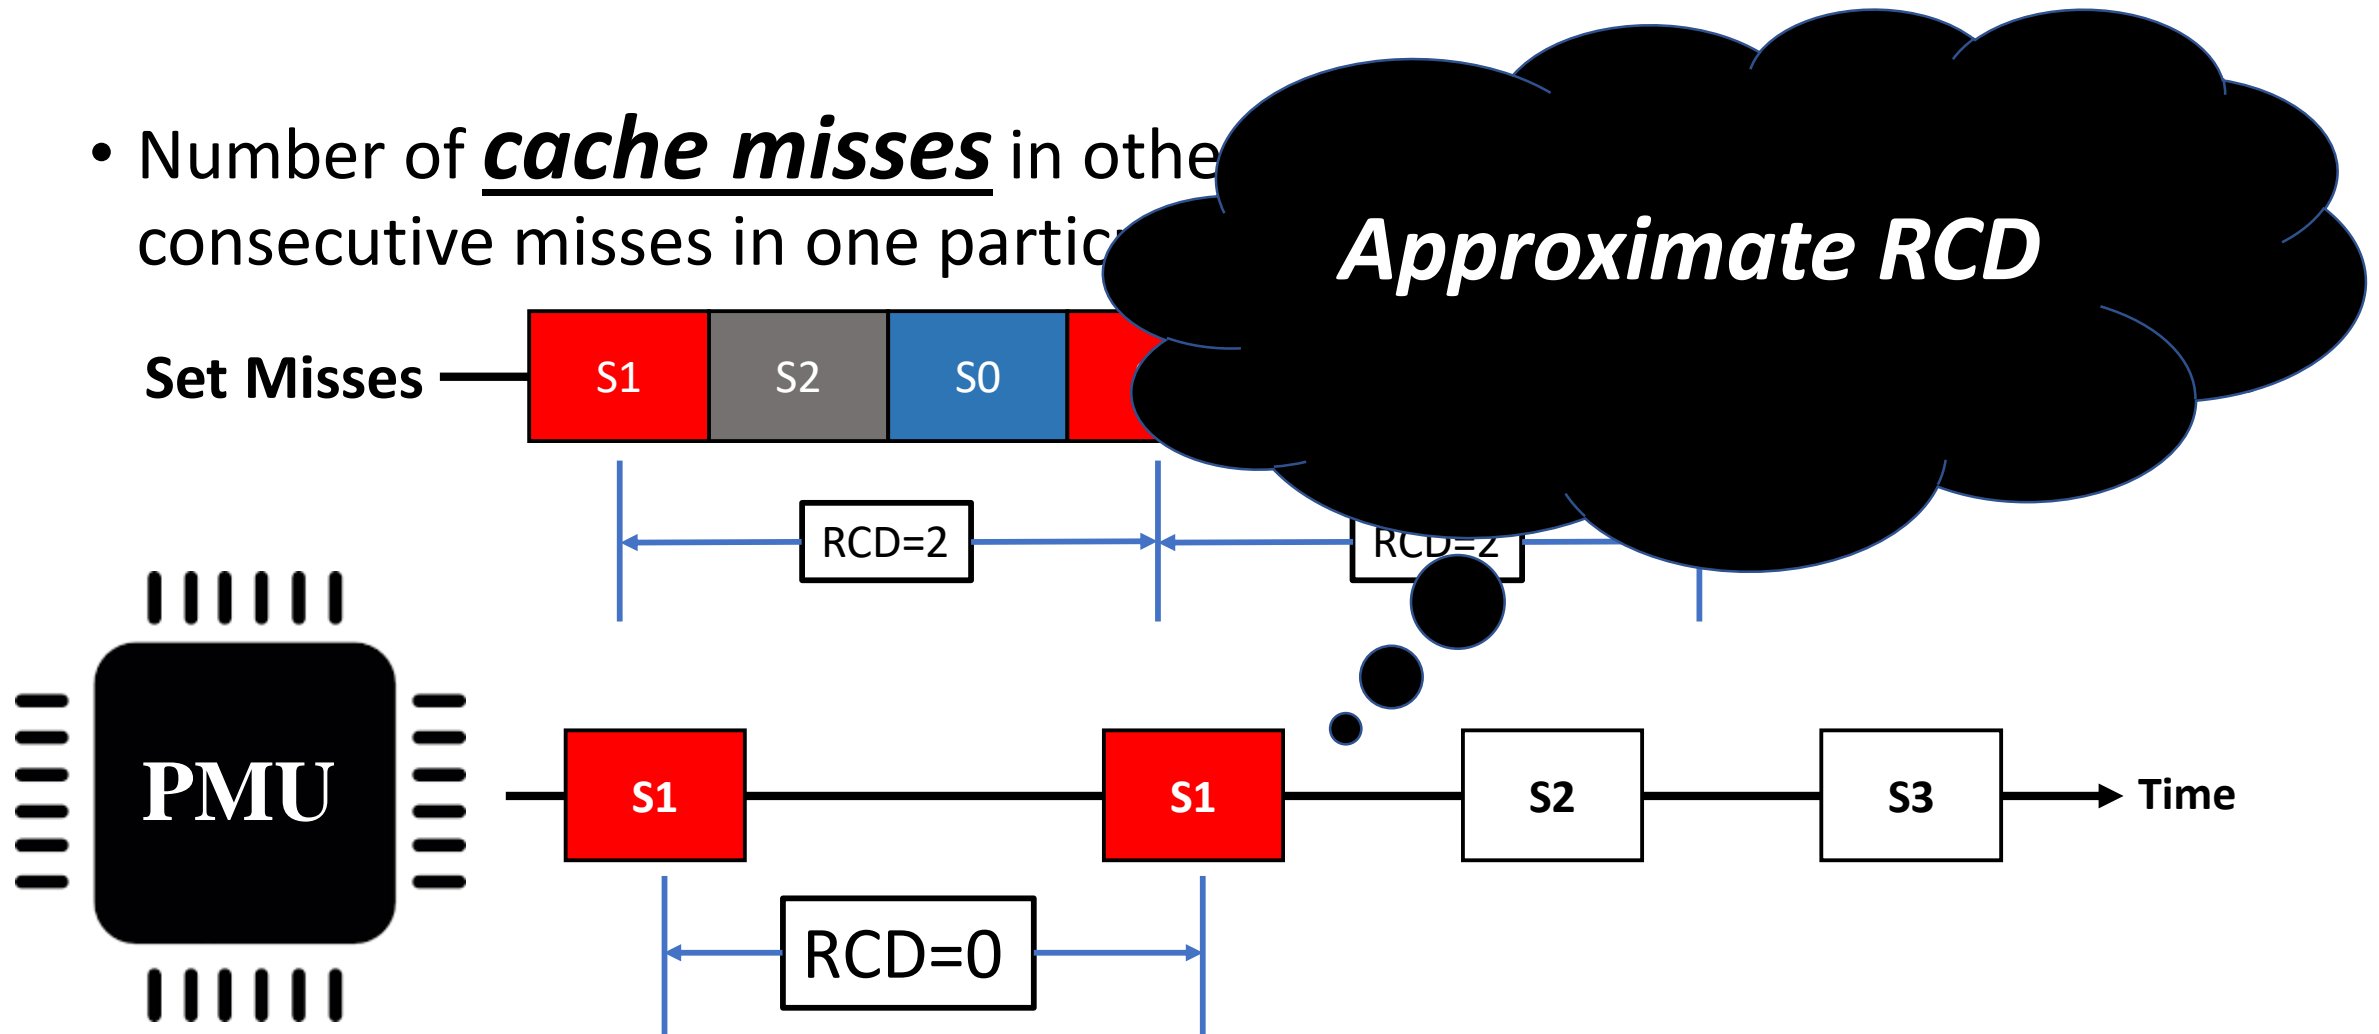 • Number of cache misses in othe
consecutive misses in one partic
Approximate RCD
Set Misses
S1 S2 S0
RCD=2 RCD=2
PMU
S1 S1 S2 S3 Time
RCD=0